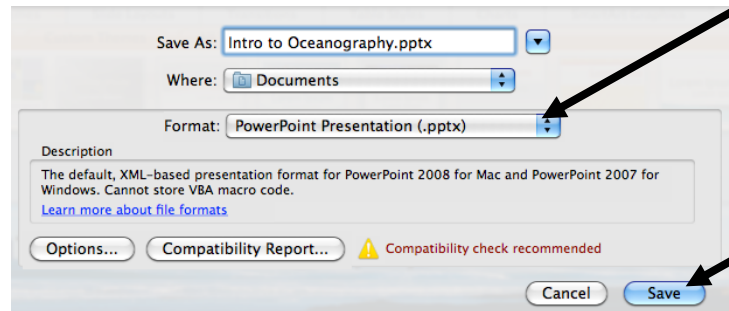 Save As: Intro to Oceanography.pptx
Where: Documents
Format: PowerPoint Presentation (.pptx)
Description
The default, XML-based presentation format for PowerPoint 2008 for Mac and PowerPoint 2007 for
Windows. Cannot store VBA macro code.
Learn more about file formats
Options... Compatibility Report... Compatibility check recommended
Cancel Save